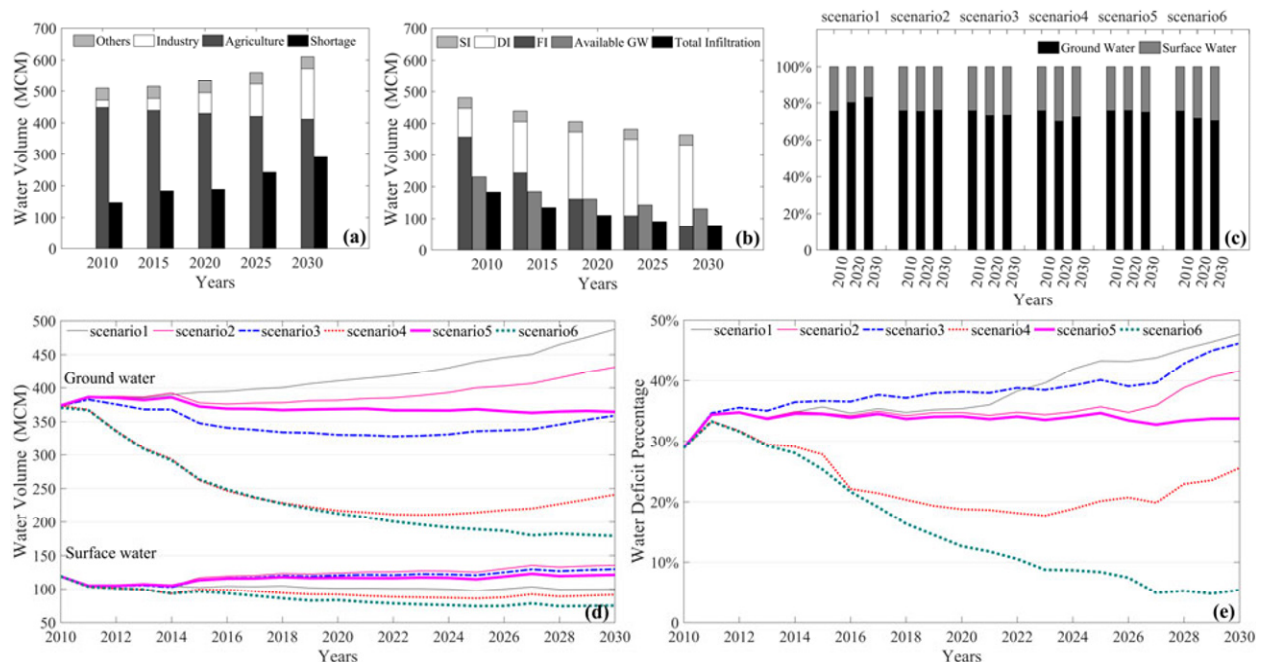 700
600
500
400
300
200
100
0
Others Industry Agriculture Shortage
Water Volume (MCM)
2010 2015 2020 2025 2030
Years
(a)
700
600
500
400
300
200
100
0
SI DI FI Available GW Total Infiltration
Water Volume (MCM)
2010 2015 2020 2025 2030
Years
(b)
scenario1 scenario2 scenario3 scenario4 scenario5 scenario6
Ground Water Surface Water
100%
80%
60%
40%
20%
2010 2020 2030 2010 2020 2030 2010 2020 2030 2010 2020 2030 2010 2020 2030 2010 2020 2030
Years
(c)
500
450
400
350
300
250
200
150
100
50
scenario1 scenario2 scenario3 scenario4 scenario5 scenario6
Ground water
Surface water
Water Volume (MCM)
2010 2012 2014 2016 2018 2020 2022 2024 2026 2028 2030
Years
(d)
50%
40%
30%
20%
10%
0
scenario1 scenario2 scenario3 scenario4 scenario5 scenario6
Water Deficit Percentage
2010 2012 2014 2016 2018 2020 2022 2024 2026 2028 2030
Years
(e)